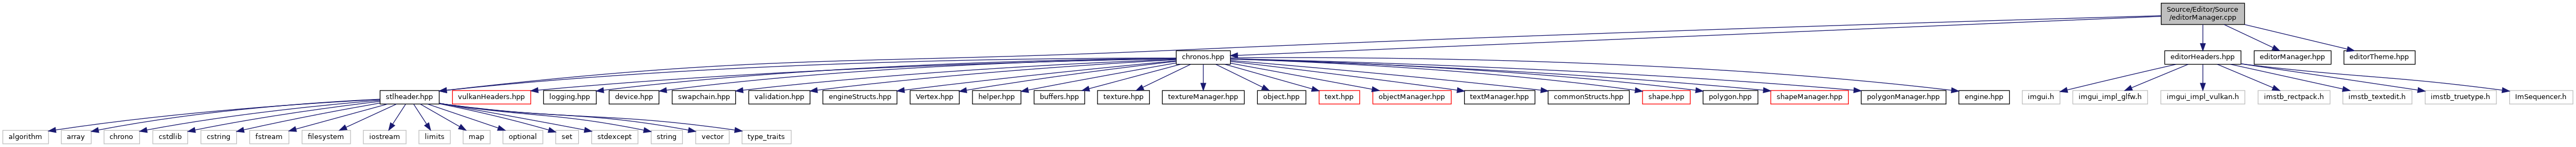 Source/Editor/Source
/editorManager.cpp
chronos.hpp
editorHeaders.hpp
editorManager.hpp
editorTheme.hpp
stlheader.hpp
vulkanHeaders.hpp
logging.hpp
device.hpp
swapchain.hpp
validation.hpp
engineStructs.hpp
Vertex.hpp
helper.hpp
buffers.hpp
texture.hpp
textureManager.hpp
object.hpp
text.hpp
objectManager.hpp
textManager.hpp
commonStructs.hpp
shape.hpp
polygon.hpp
shapeManager.hpp
polygonManager.hpp
engine.hpp
imgui.h
imgui_impl_glfw.h
imgui_impl_vulkan.h
imstb_rectpack.h
imstb_textedit.h
imstb_truetype.h
ImSequencer.h
algorithm
array
chrono
cstdlib
cstring
fstream
filesystem
iostream
limits
map
optional
set
stdexcept
string
vector
type_traits